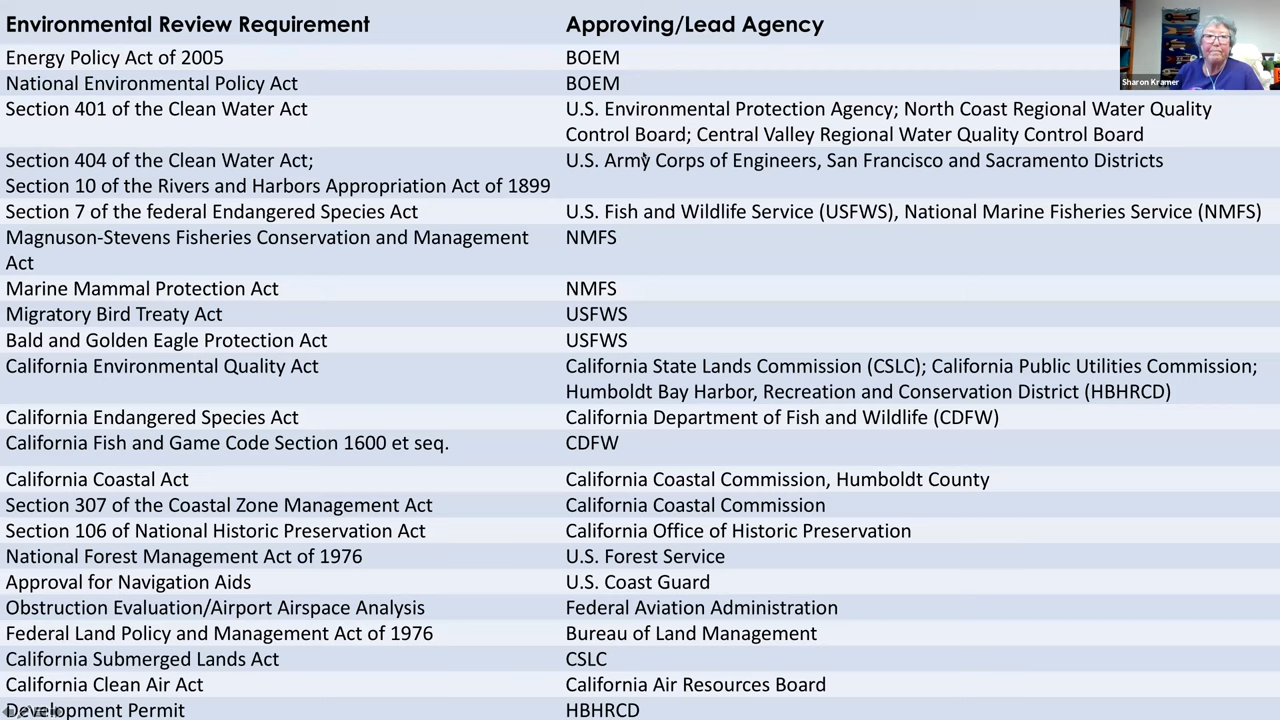 Environmental Review Requirement Approving/Lead Agency
Energy Policy Act of 2005 BOEM
National Environmental Policy Act BOEM
Section 401 of the Clean Water Act U.S. Environmental Protection Agency; North Coast Regional Water Quality
Control Board; Central Valley Regional Water Quality Control Board
Section 404 of the Clean Water Act; U.S. Army Corps of Engineers, San Francisco and Sacramento Districts
Section 10 of the Rivers and Harbors Appropriation Act of 1899
Section 7 of the federal Endangered Species Act U.S. Fish and Wildlife Service (USFWS), National Marine Fisheries Service (NMFS)
Magnuson-Stevens Fisheries Conservation and Management NMFS
Act
Marine Mammal Protection Act NMFS
Migratory Bird Treaty Act USFWS
Bald and Golden Eagle Protection Act USFWS
California Environmental Quality Act California State Lands Commission (CSLC); California Public Utilities Commission;
Humboldt Bay Harbor, Recreation and Conservation District (HBHRCD)
California Endangered Species Act California Department of Fish and Wildlife (CDFW)
California Fish and Game Code Section 1600 et seq. CDFW
California Coastal Act California Coastal Commission, Humboldt County
Section 307 of the Coastal Zone Management Act California Coastal Commission
Section 106 of National Historic Preservation Act California Office of Historic Preservation
National Forest Management Act of 1976 U.S. Forest Service
Approval for Navigation Aids U.S. Coast Guard
Obstruction Evaluation/Airport Airspace Analysis Federal Aviation Administration
Federal Land Policy and Management Act of 1976 Bureau of Land Management
California Submerged Lands Act CSLC
California Clean Air Act California Air Resources Board
Development Permit HBHRCD
Sharon Kramer